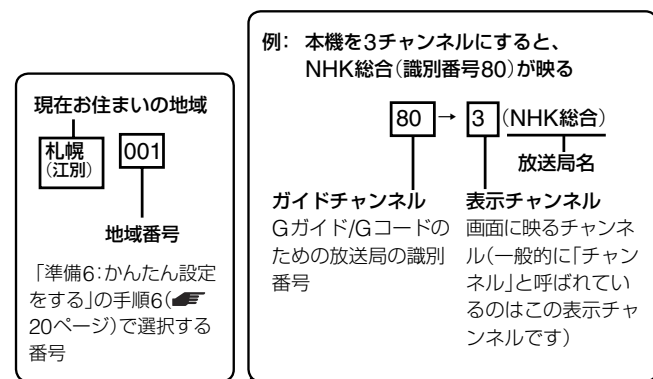 現在お住まいの地域
札幌
(江別)
001
地域番号
「準備6:かんたん設定
をする」の手順6(
20ページ)で選択する
番号
例: 本機を3チャンネルにすると、
NHK総合(識別番号80)が映る
80 → 3 (NHK総合)
放送局名
ガイドチャンネル
Gガイド/Gコードの
ための放送局の識別
番号
表示チャンネル
画面に映るチャンネ
ル(一般的に「チャン
ネル」と呼ばれてい
るのはこの表示チャ
ンネルです)